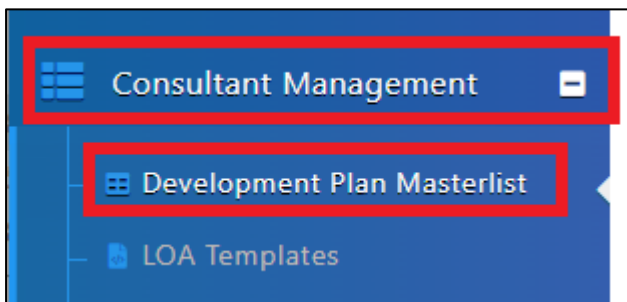 Consultant Management
Development Plan Masterlist
LOA Templates